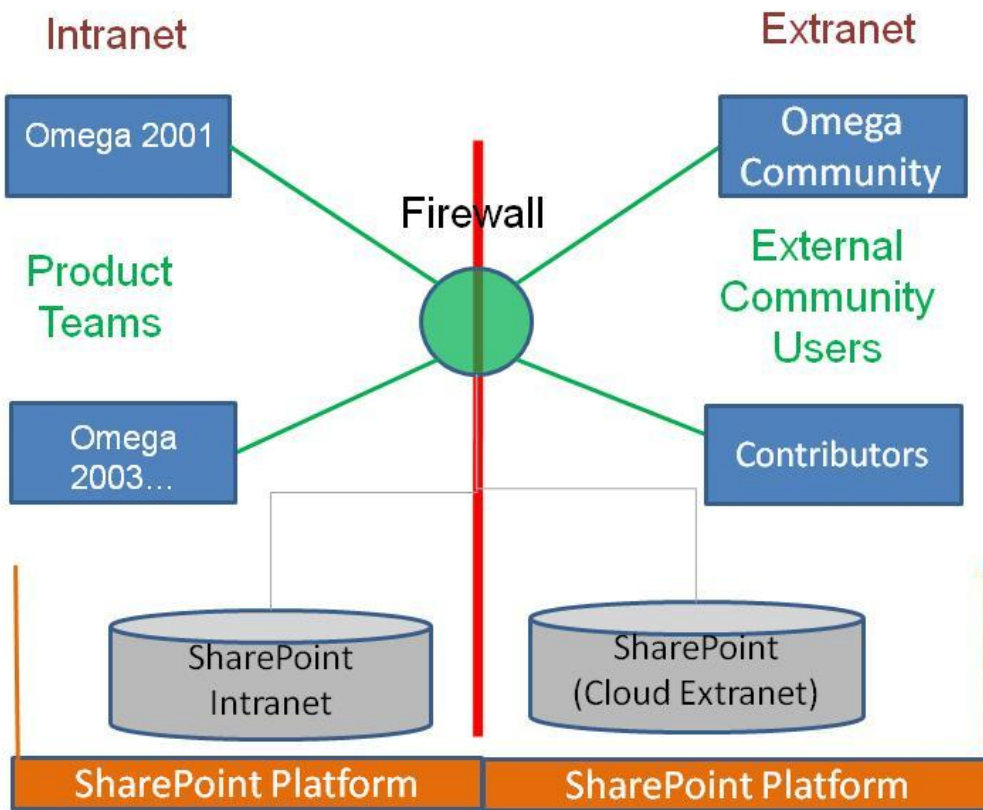 Intranet
Extranet
Omega 2001
Omega
Community
Firewall
Product
Teams
External
Community
Users
Omega
2003...
Contributors
SharePoint
Intranet
SharePoint
(Cloud Extranet)
SharePoint Platform
SharePoint Platform